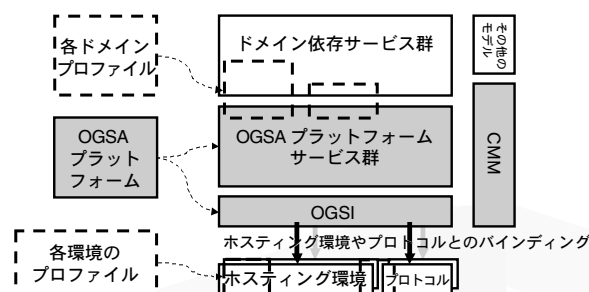 各ドメイン
プロファイル
ドメイン依存サービス群
その他の
モデル
OGSA
プラット
フォーム
OGSA プラットフォーム
サービス群
CMM
OGSI
ホスティング環境やプロトコルとのバインディング
各環境の
プロファイル
ホスティング環境
プロトコル